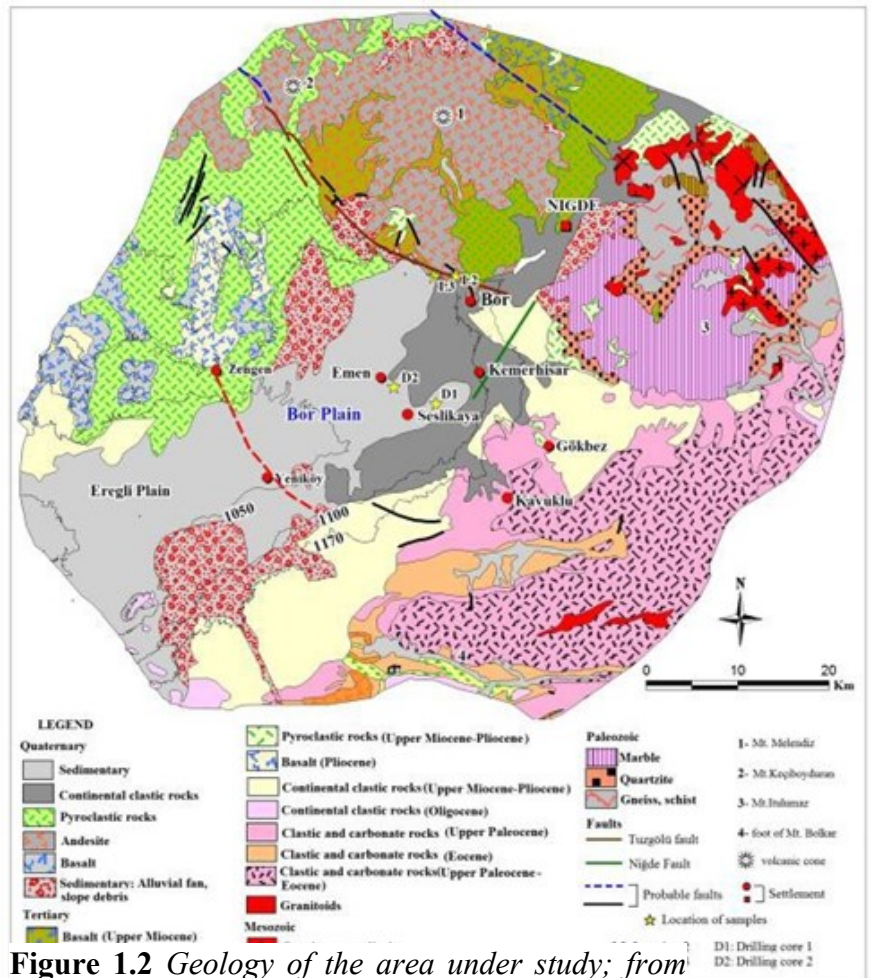 2
1
NIGDE
T-3 T-2
Bor
3
Zengen
Emen
D2
Kemerhisar
D1
Bor Plain
Seslikaya
Gökbez
Eregli Plain
Yeniköy
Kavuklu
1050
1100
1170
N
4
0 10 20
Km
LEGEND
Quaternary
Sedimentary
Continental clastic rocks
Pyroclastic rocks
Andesite
Basalt
Sedimentary: Alluvial fan,
slope debris
Tertiary
Basalt (Upper Miocene)
Pyroclastic rocks (Upper Miocene-Pliocene)
Basalt (Pliocene)
Continental clastic rocks (Upper Miocene-Pliocene)
Continental clastic rocks (Oligocene)
Clastic and carbonate rocks (Upper Paleocene)
Clastic and carbonate rocks (Eocene)
Clastic and carbonate rocks(Upper Paleocene-
Eocene)
Granitoids
Mesozoic
Paleozoic
Marble
Quartzite
Gneiss, schist
Faults
Tuzgölü fault
Niğde Fault
Probable faults
Settlement
Location of samples
1- Mt. Melendiz
2- Mt.Keçiboyduran
3- Mt.
4- foot of Mt. Bolkar
volcanic cone
D1: Drilling core 1
D2: Drilling core 2
Figure 1.2 Geology of the area under study; from